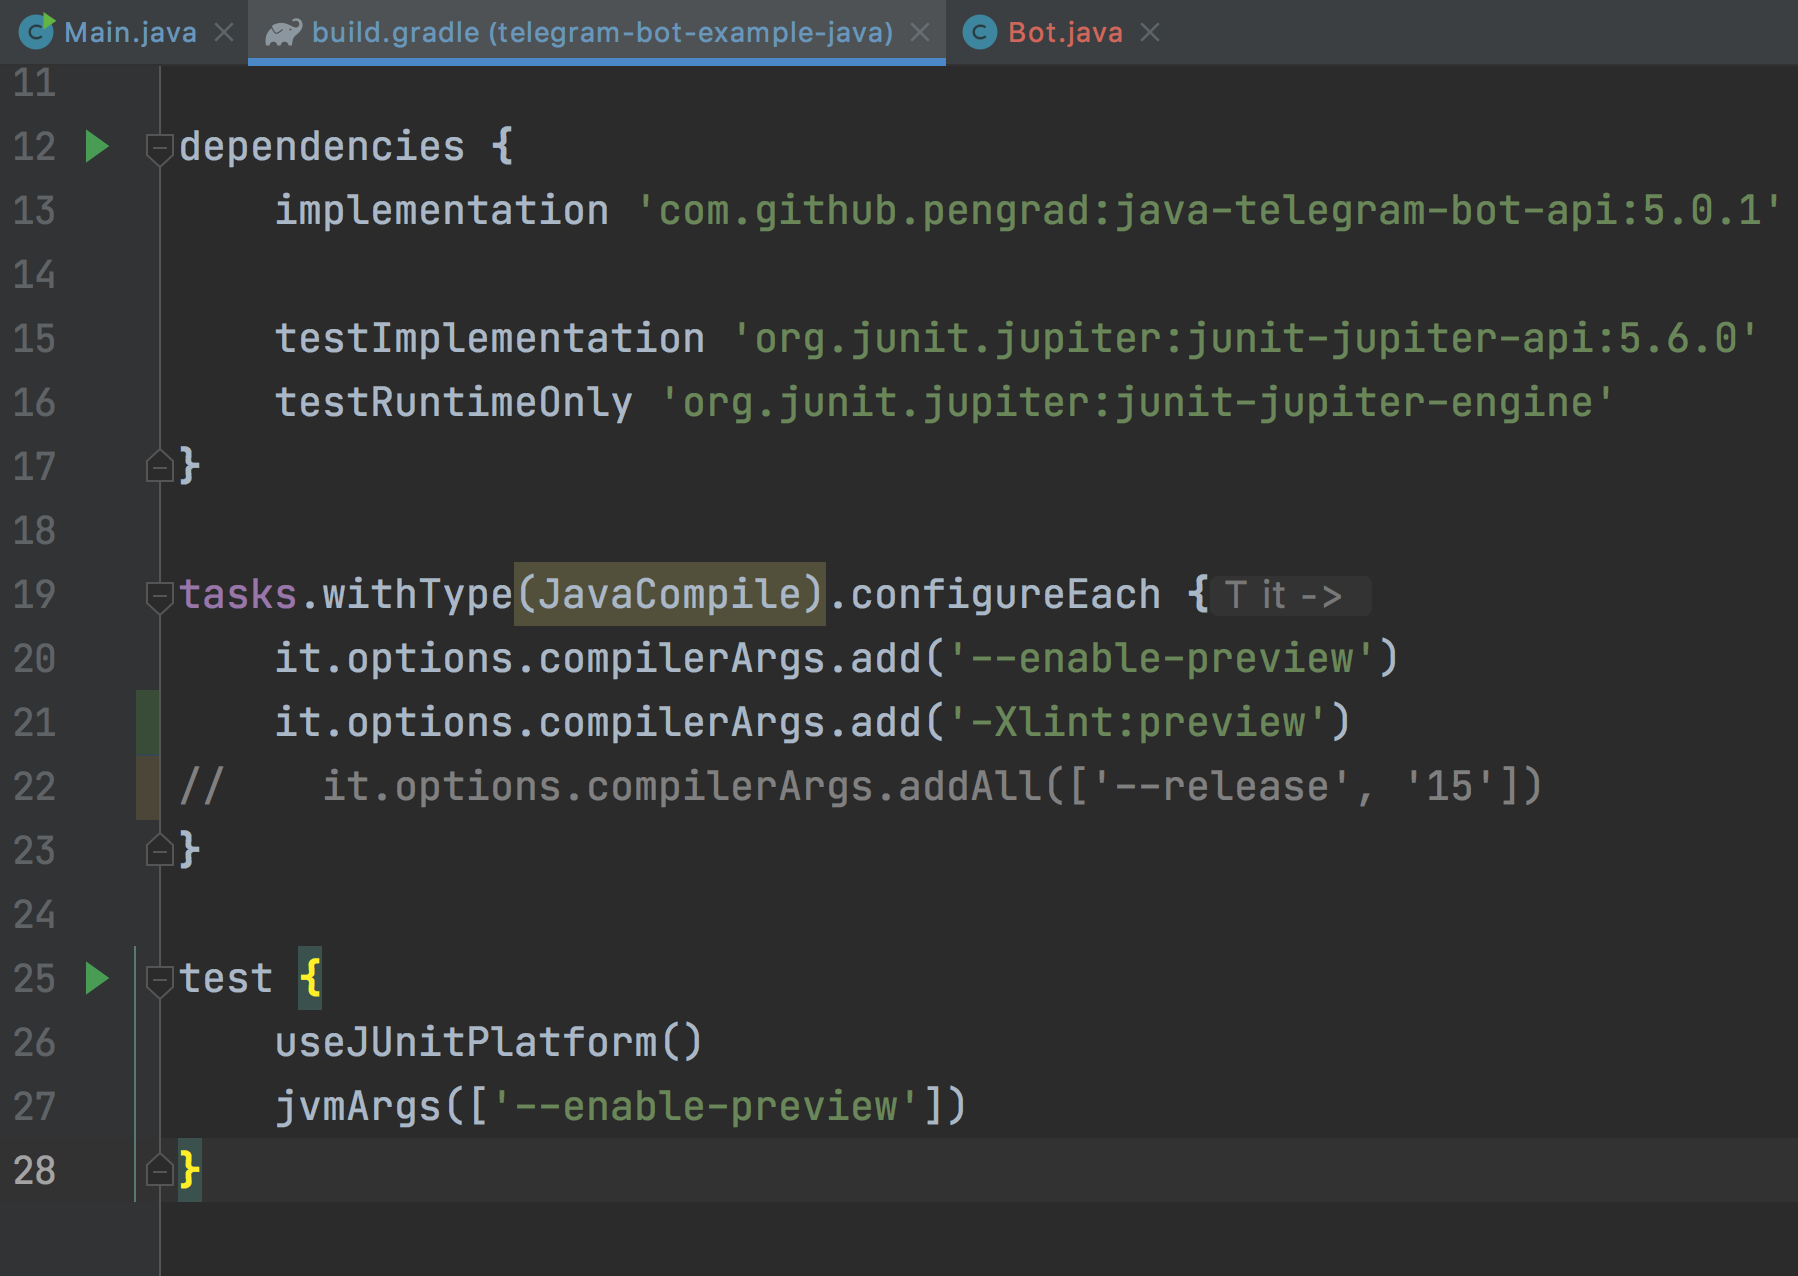 Main.java build.gradle (telegram-bot-example-java) Bot.java
11
12 dependencies {
13 implementation 'com.github.pengrad:java-telegram-bot-api:5.0.1'
14
15 testImplementation 'org.junit.jupiter:junit-jupiter-api:5.6.0'
16 testRuntimeOnly 'org.junit.jupiter:junit-jupiter-engine'
17 }
18
19 tasks.withType(JavaCompile).configureEach { T it ->
20 it.options.compilerArgs.add('--enable-preview')
21 it.options.compilerArgs.add('-Xlint:preview')
22 // it.options.compilerArgs.addAll(['--release', '15'])
23 }
24
25 test {
26 useJUnitPlatform()
27 jvmArgs(['--enable-preview'])
28 }